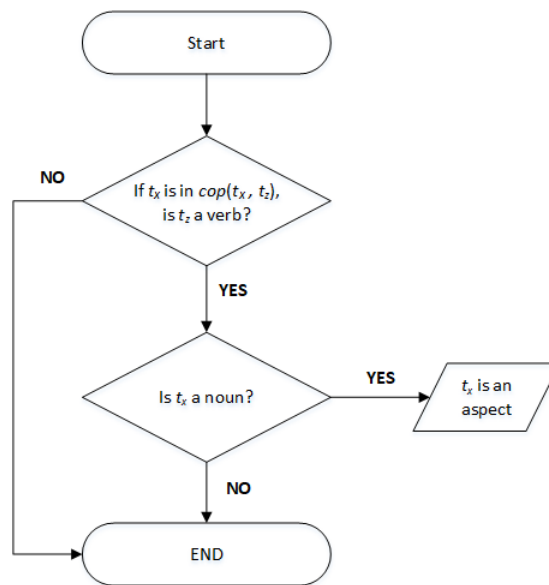 Start
NO
If tx is in cop(tx, tz),
is tz a verb?
YES
Is tx a noun?
YES
tx is an
aspect
NO
END